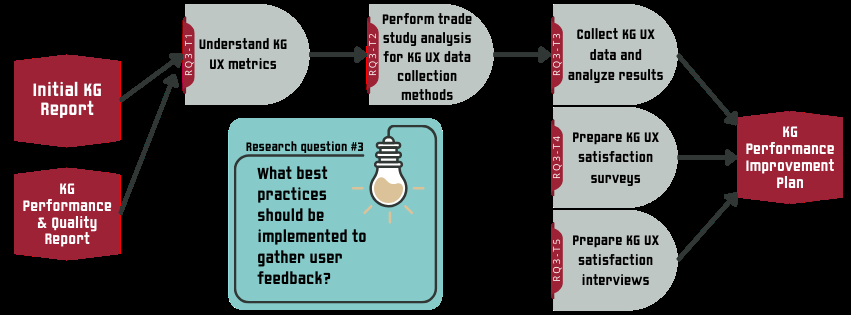 Initial KG
Report
KG
Performance
& Quality
Report
RQ3-T1
Understand KG
UX metrics
RQ3-T2
Perform trade
study analysis
for KG UX data
collection
methods
RQ3-T3
Collect KG UX
data and
analyze results
RQ3-T4
Prepare KG UX
satisfaction
surveys
RQ3-T5
Prepare KG UX
satisfaction
interviews
KG
Performance
Improvement
Plan
Research question #3
What best
practices
should be
implemented to
gather user
feedback?